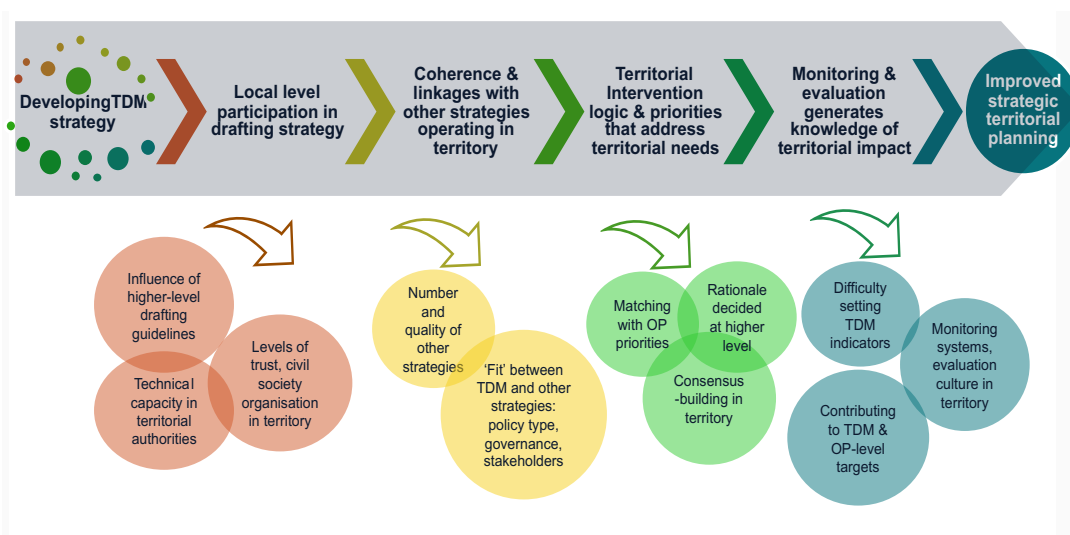 DevelopingTDM
strategy
Local level
participation in
drafting strategy
Coherence &
linkages with
other strategies
operating in
territory
Territorial
Intervention
logic & priorities
that address
territorial needs
Monitoring &
evaluation
generates
knowledge of
territorial impact
Improved
strategic
territorial
planning
Influence of
higher-level
drafting
guidelines
Technical
capacity in
territorial
authorities
Levels of
trust, civil
society
organisation
in territory
Number
and
quality of
other
strategies
'Fit' between
TDM and other
strategies:
policy type,
governance,
stakeholders
Matching
with OP
priorities
Rationale
decided
at higher
level
Consensus
-building in
territory
Difficulty
setting
TDM
indicators
Monitoring
systems,
evaluation
culture in
territory
Contributing
to TDM &
OP-level
targets